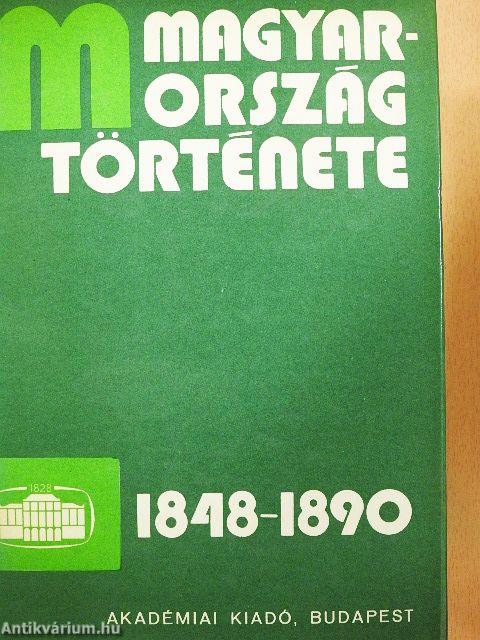 M
MAGYAR-
ORSZÁG
TÖRTÉNETE
1828
1848–1890
AKADÉMIAI KIADÓ, BUDAPEST
Antikvárium.hu